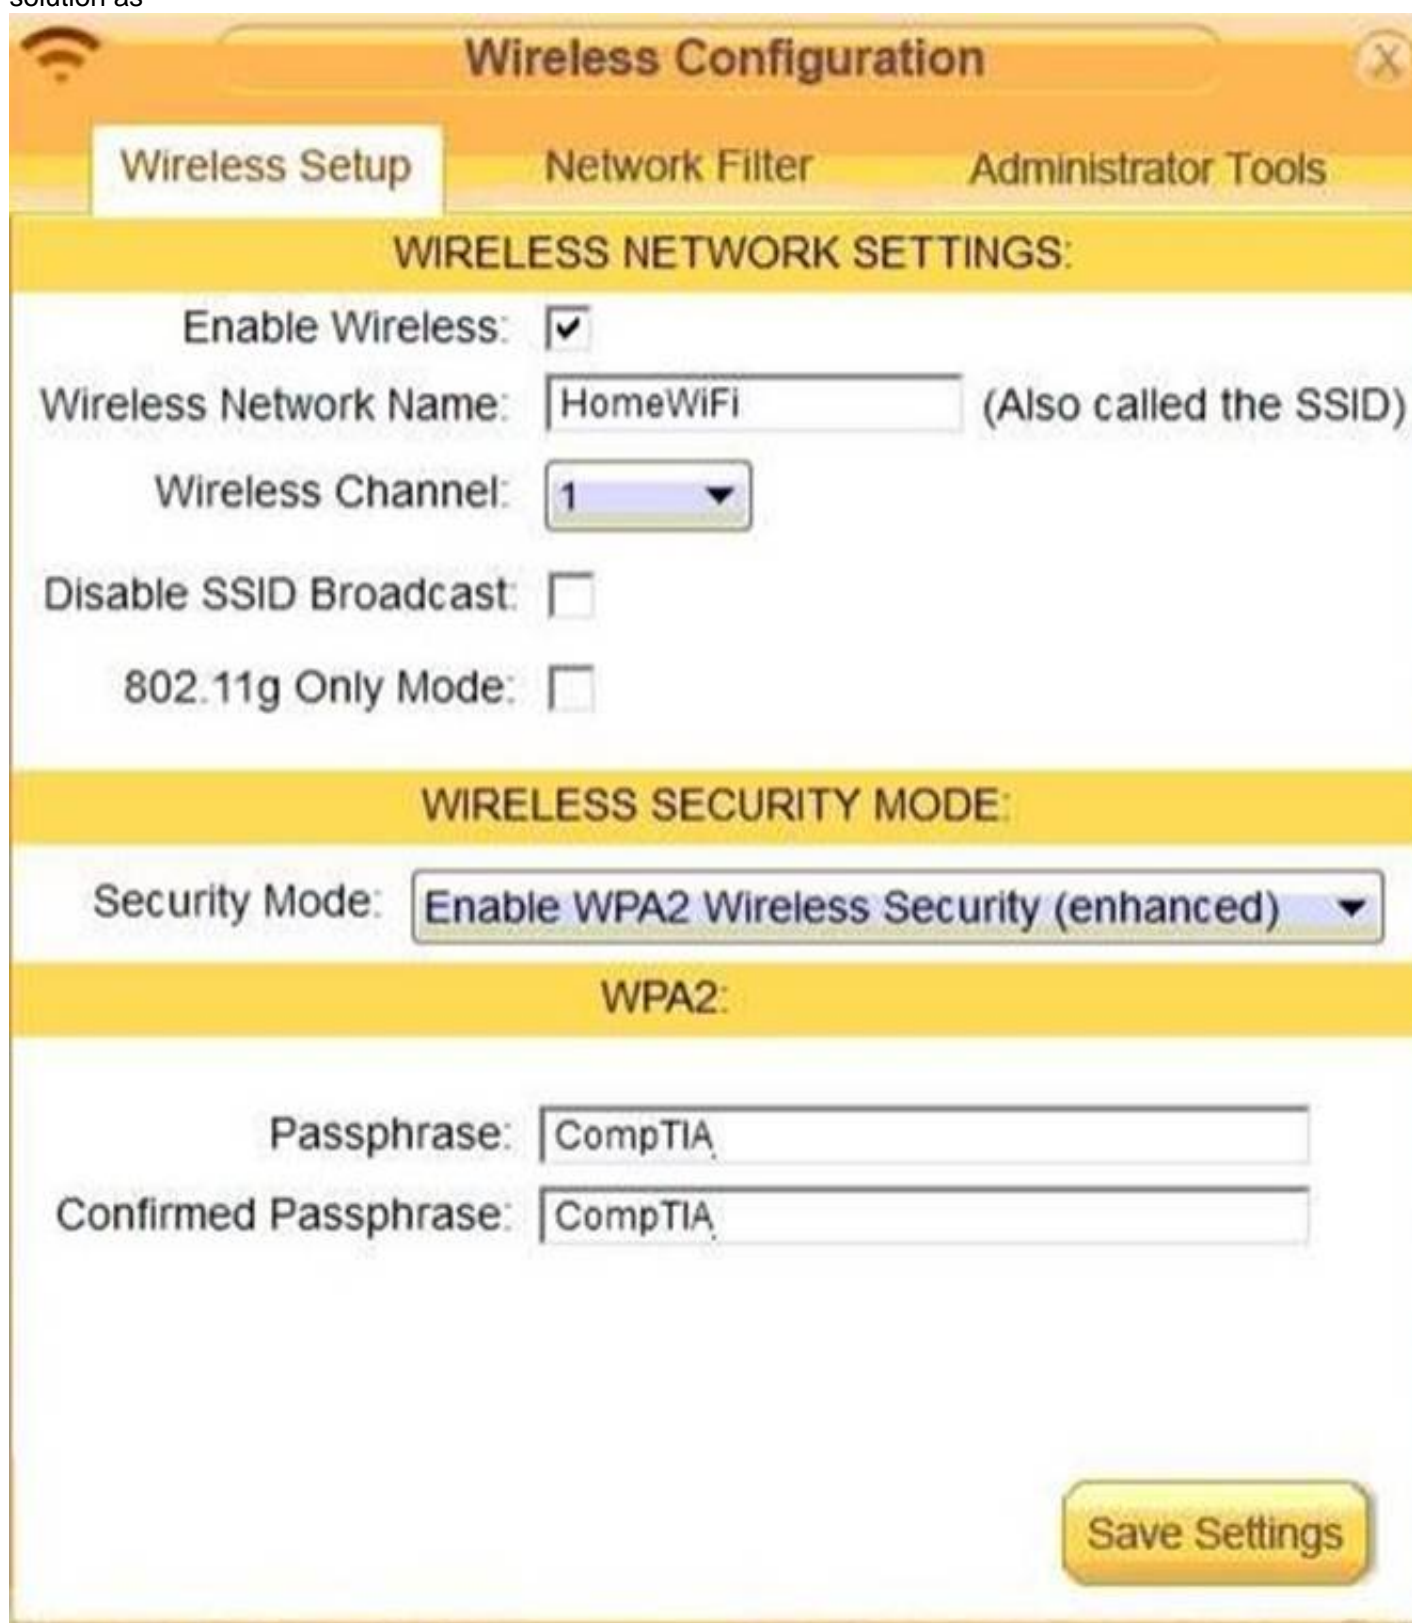 solution as
Wireless Configuration X
Wireless Setup Network Filter Administrator Tools
WIRELESS NETWORK SETTINGS:
Enable Wireless:
Wireless Network Name: HomeWiFi (Also called the SSID)
Wireless Channel: 1
Disable SSID Broadcast:
802.11g Only Mode:
WIRELESS SECURITY MODE:
Security Mode: Enable WPA2 Wireless Security (enhanced)
WPA2:
Passphrase: CompTIA
Confirmed Passphrase: CompTIA
Save Settings